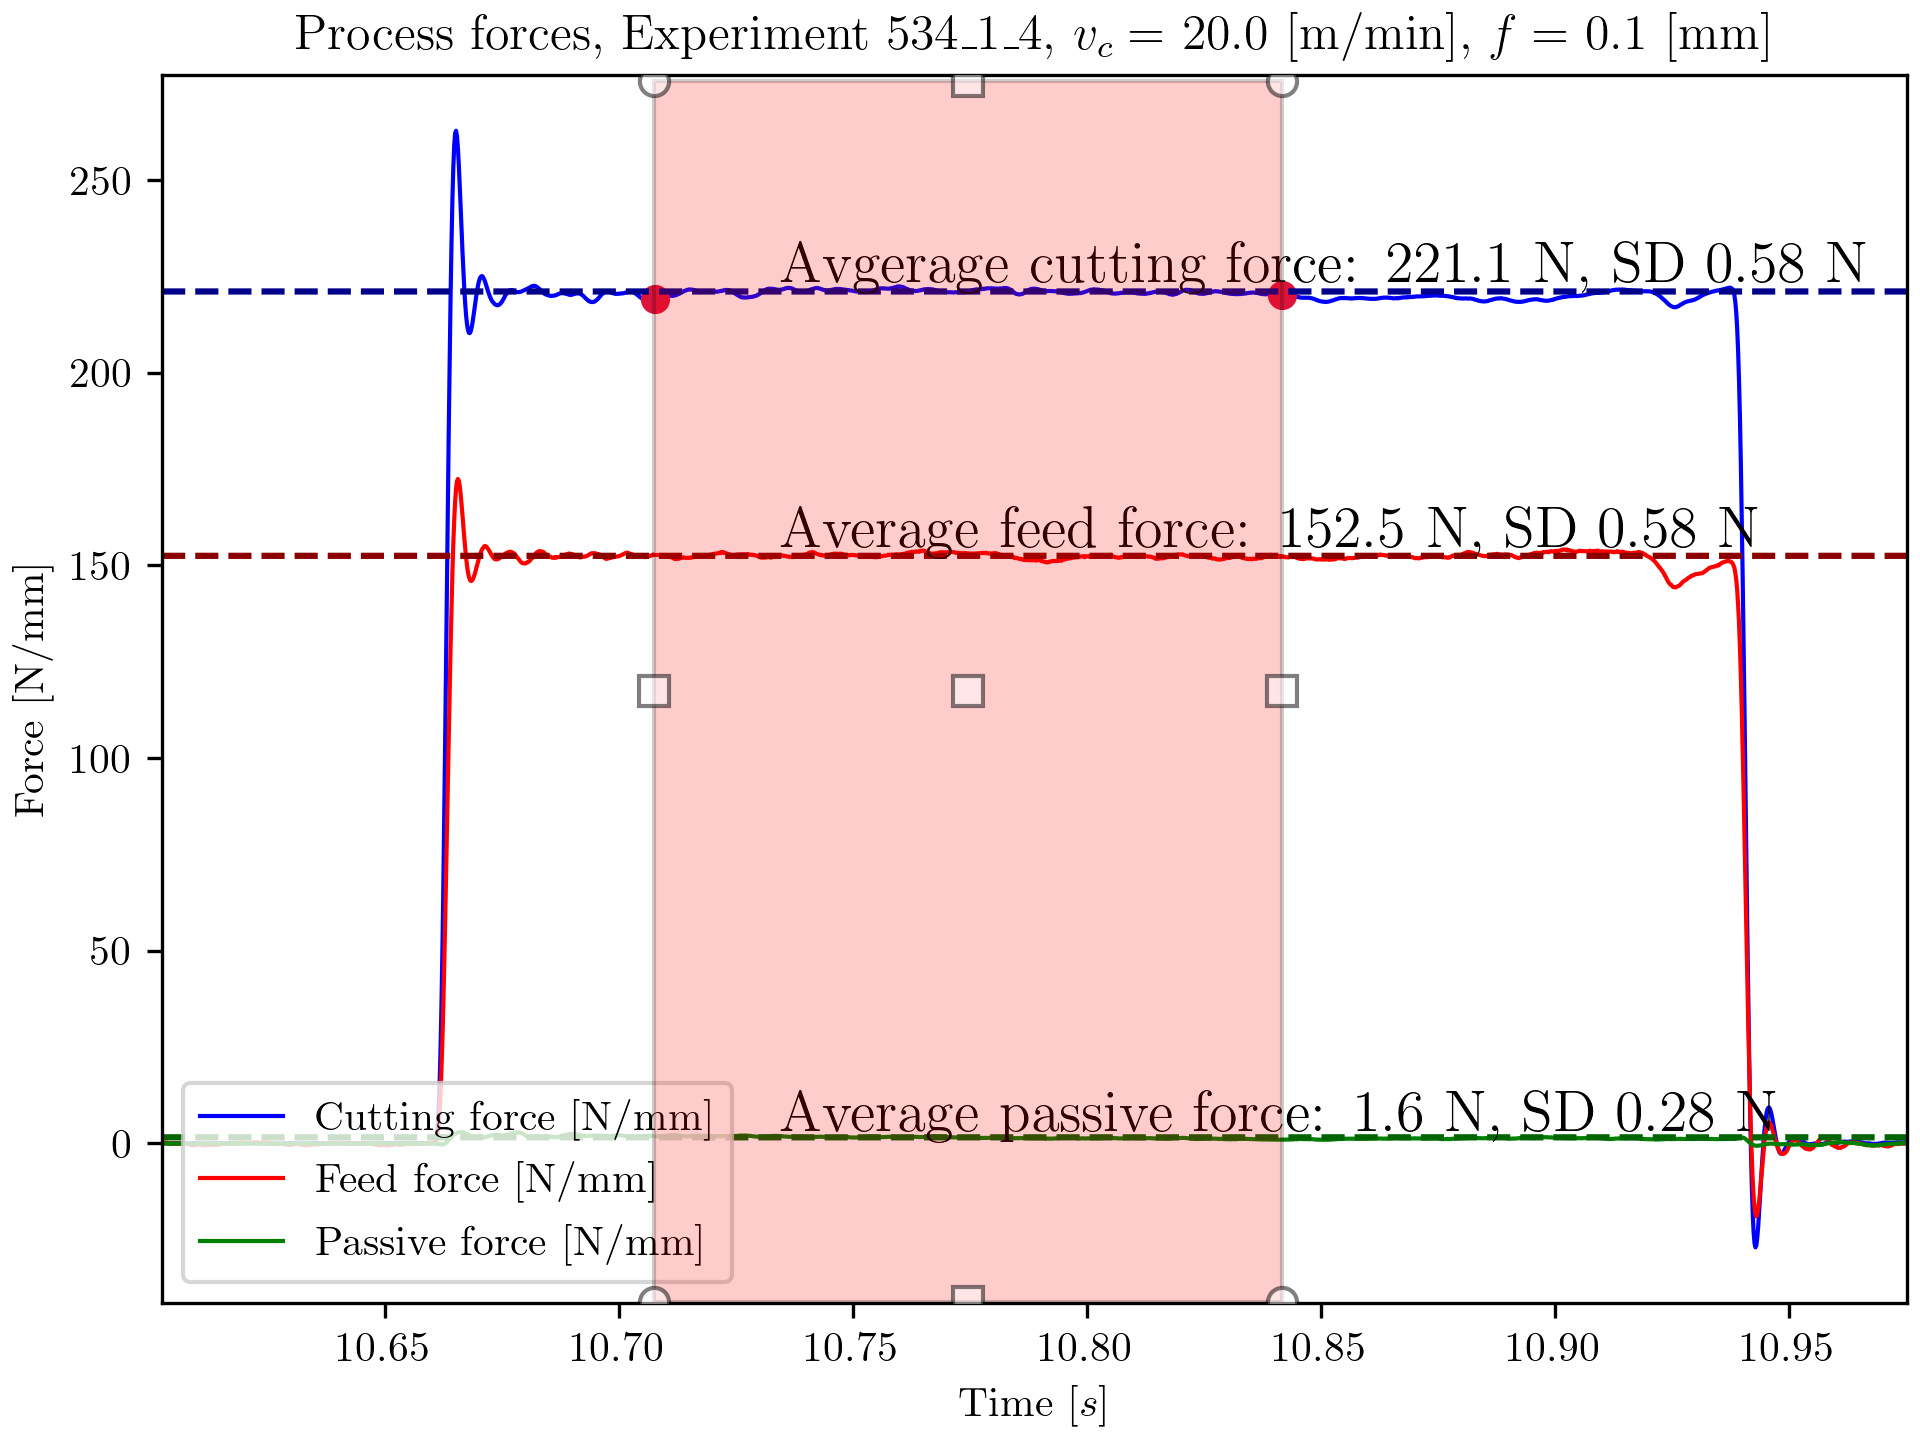 Process forces, Experiment 534_1_4, $v_c$ = 20.0 [m/min], $f$ = 0.1 [mm]
250
200
150
100
50
0
Force [N/mm]
Avgerage cutting force: 221.1 N, SD 0.58 N
Average feed force: 152.5 N, SD 0.58 N
Average passive force: 1.6 N, SD 0.28 N
Cutting force [N/mm]
Feed force [N/mm]
Passive force [N/mm]
10.65 10.70 10.75 10.80 10.85 10.90 10.95
Time [s]